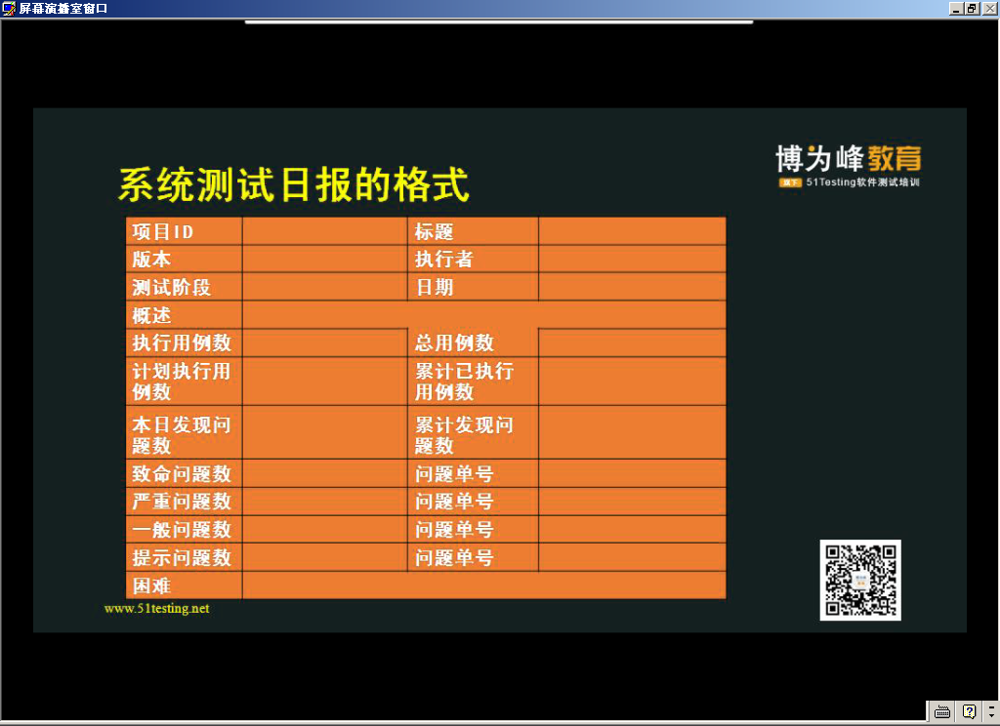 屏幕演播室窗口
博为峰教育
旗下 51Testing软件测试培训
系统测试日报的格式
项目ID 标题
版本 执行者
测试阶段 日期
概述
执行用例数 总用例数
计划执行用 累计已执行
例数 用例数
本日发现问 累计发现问
题数 题数
致命问题数 问题单号
严重问题数 问题单号
一般问题数 问题单号
提示问题数 问题单号
困难
www.51testing.net